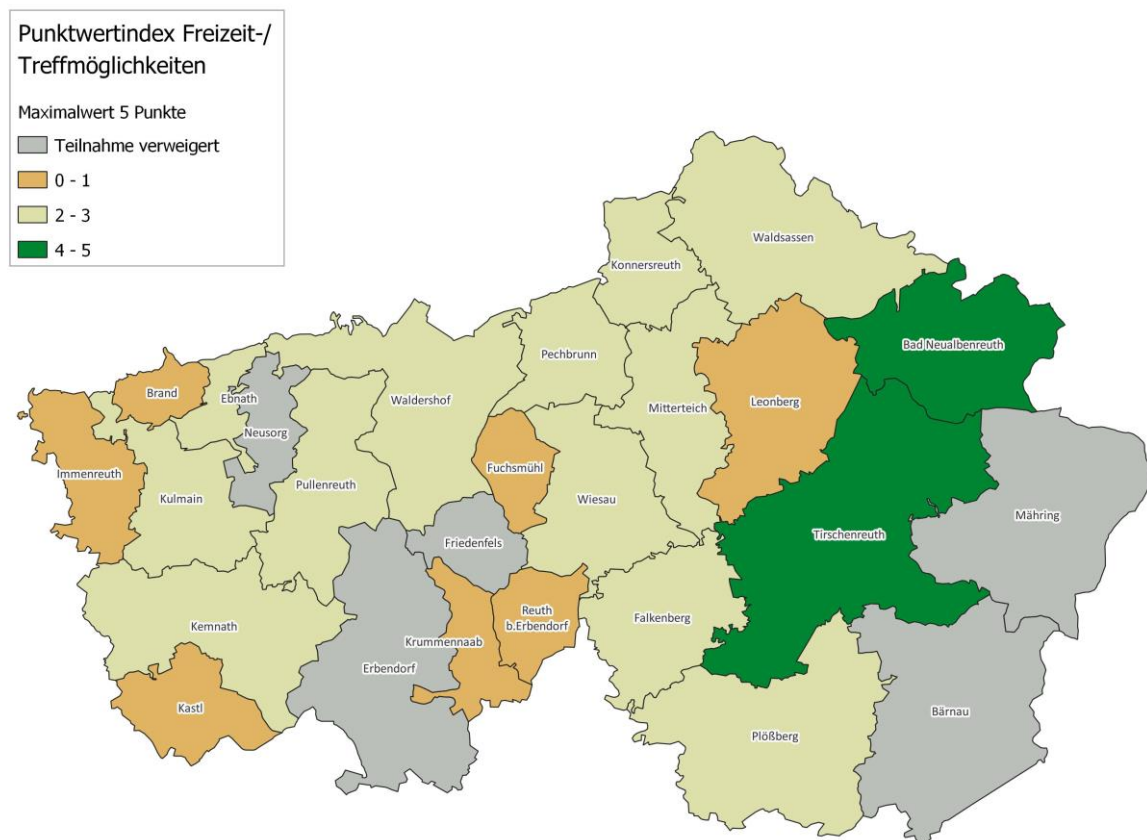 Punktwertindex Freizeit-/
Treffmöglichkeiten
Maximalwert 5 Punkte
Teilnahme verweigert
0 - 1
2 - 3
4 - 5
Waldsassen
Konnersreuth
Bad Neualbenreuth
Pechbrunn
Brand
Ebnath
Waldershof
Mitterteich
Leonberg
Neusorg
Immenreuth
Fuchsmühl
Pullenreuth
Kulmain
Wiesau
Mähring
Tirschenreuth
Friedenfels
Reuth
b.Erbendorf
Falkenberg
Kemnath
Krummennaab
Erbendorf
Kastl
Bärnau
Plößberg